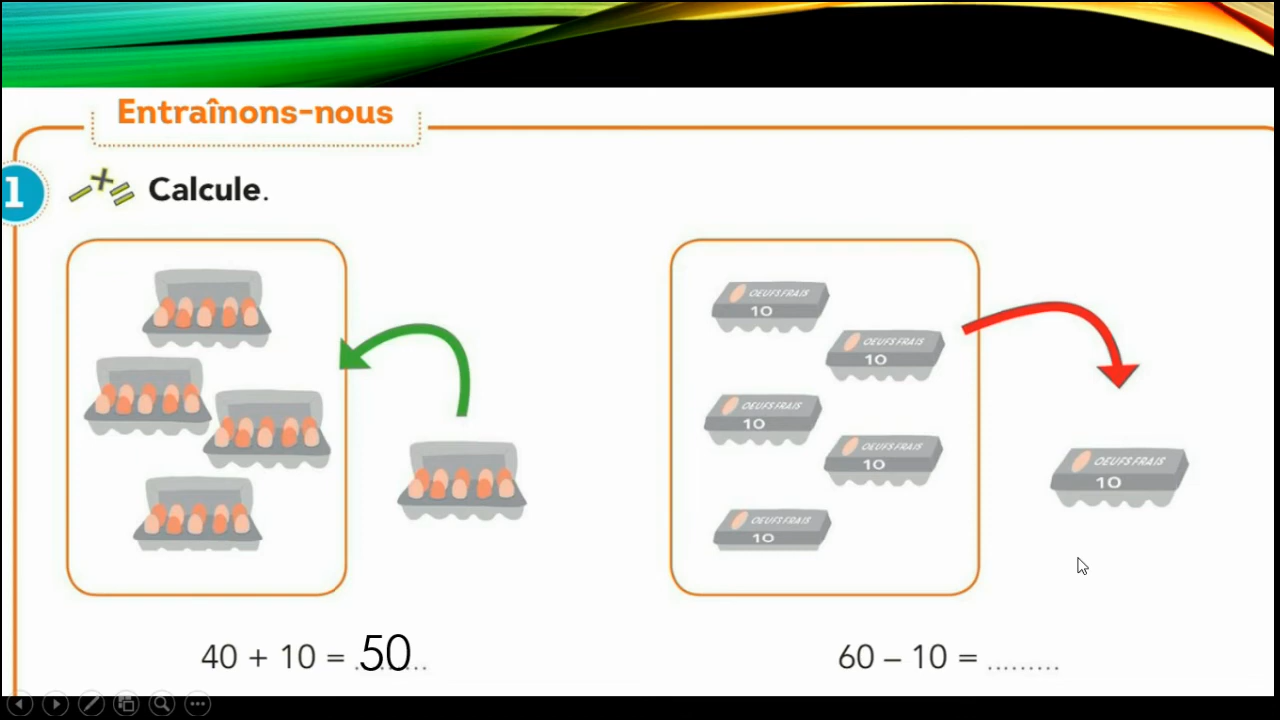 Entraînons-nous
1 Calcule.
OEUFS FRAIS
10
OEUFS FRAIS
10
OEUFS FRAIS
10
OEUFS FRAIS
10
OEUFS FRAIS
10
OEUFS FRAIS
10
40 + 10 = 50
60 – 10 = .........